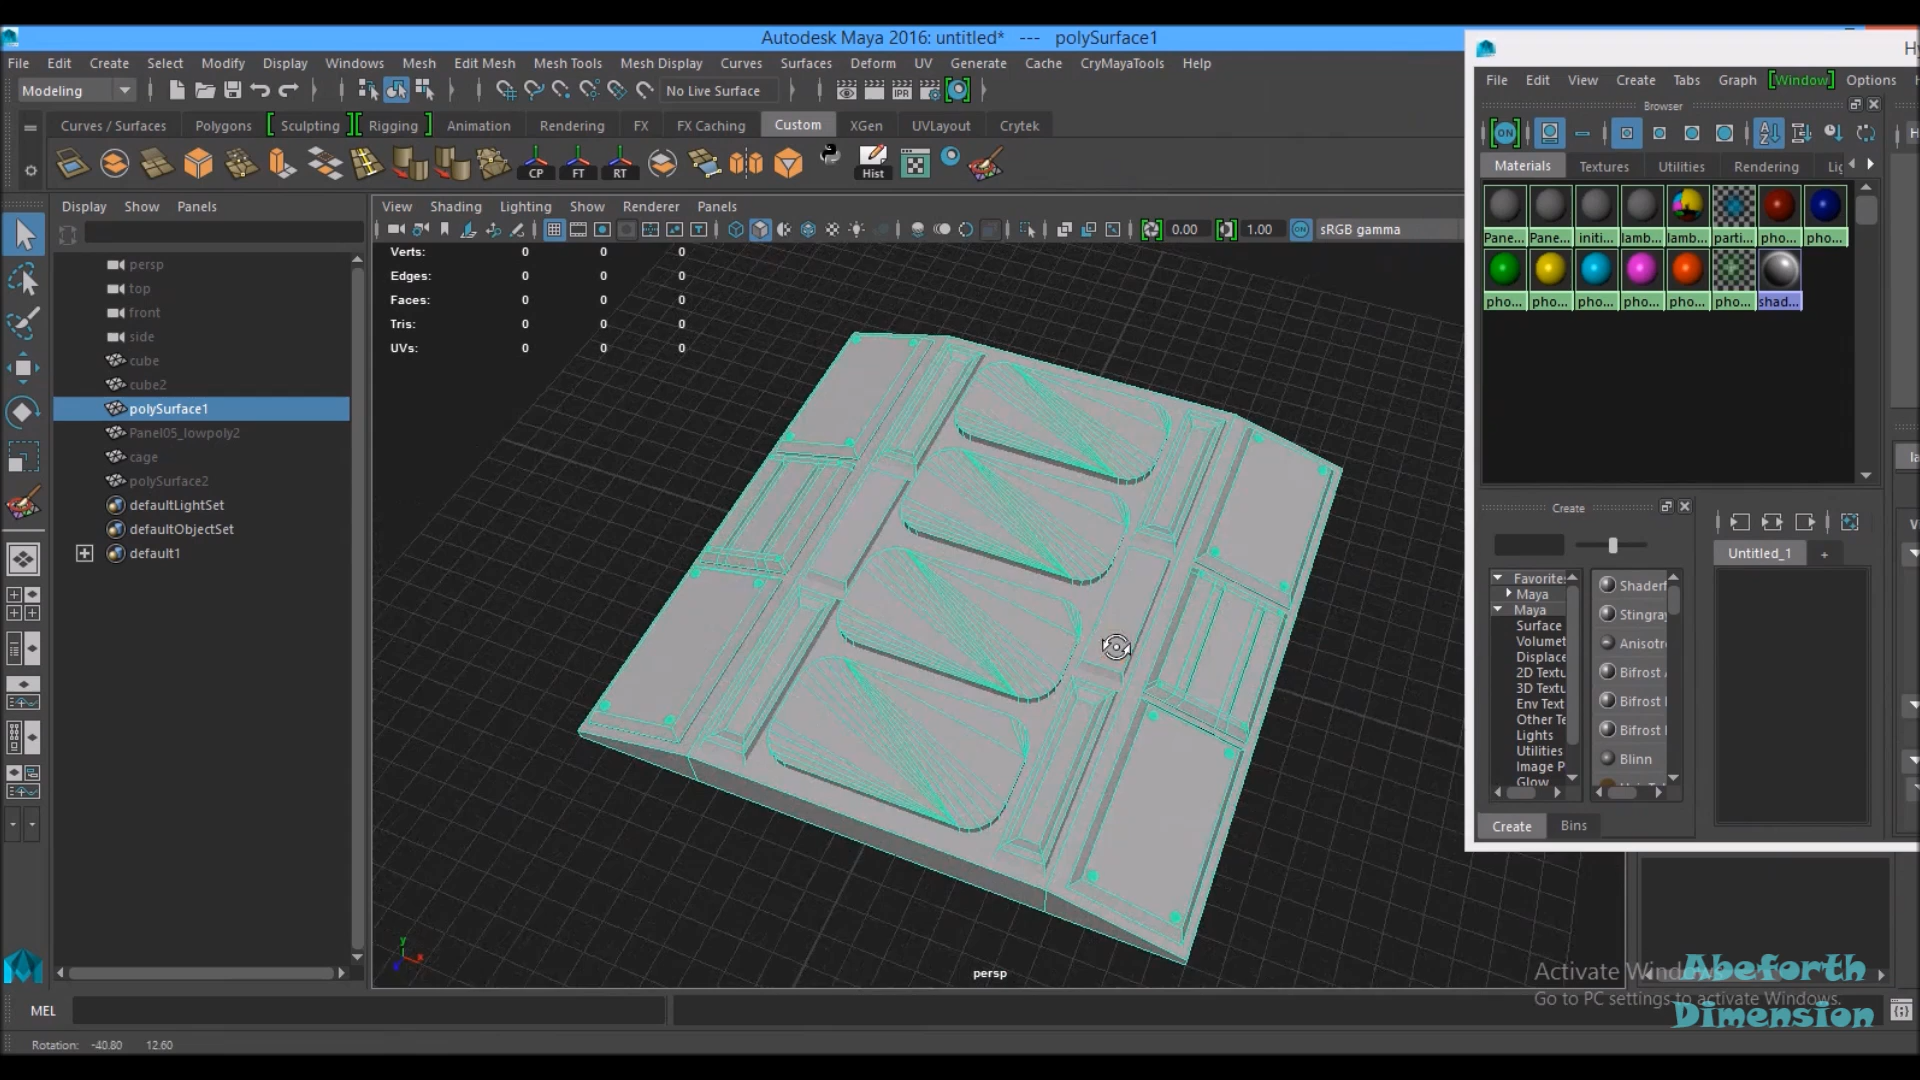 Autodesk Maya 2016: untitled* --- polySurface1
File Edit Create Select Modify Display Windows Mesh Edit Mesh Mesh Tools Mesh Display Curves Surfaces Deform UV Generate Cache CryMayaTools Help
Modeling
No Live Surface
Curves / Surfaces Polygons Sculpting Rigging Animation Rendering FX FX Caching Custom XGen UVLayout Crytek
CP FT RT Hist
Display Show Panels
View Shading Lighting Show Renderer Panels
0.00 1.00 sRGB gamma
Verts: 0 0 0
Edges: 0 0 0
Faces: 0 0 0
Tris: 0 0 0
UVs: 0 0 0
persp
top
front
side
cube
cube2
polySurface1
Panel05_lowpoly2
cage
polySurface2
defaultLightSet
defaultObjectSet
default1
y
x
persp
File Edit View Create Tabs Graph [Window] Options
Browser
ON IPR
Materials Textures Utilities Rendering Lig
Pane... Pane... initi... lamb... lamb... parti... pho... pho...
pho... pho... pho... pho... pho... pho... shad...
Create
Untitled_1 +
Favorite
Maya
Maya
Surface
Volumet
Displace
2D Textu
3D Textu
Env Text
Other Te
Lights
Utilities
Image P
Glow
Shaderf
Stingra
Anisotr
Bifrost
Bifrost
Bifrost
Blinn
Create Bins
Activate Windows
Go to PC settings to activate Windows.
Abeforth
Dimension
MEL
Rotation: -40.80 12.60